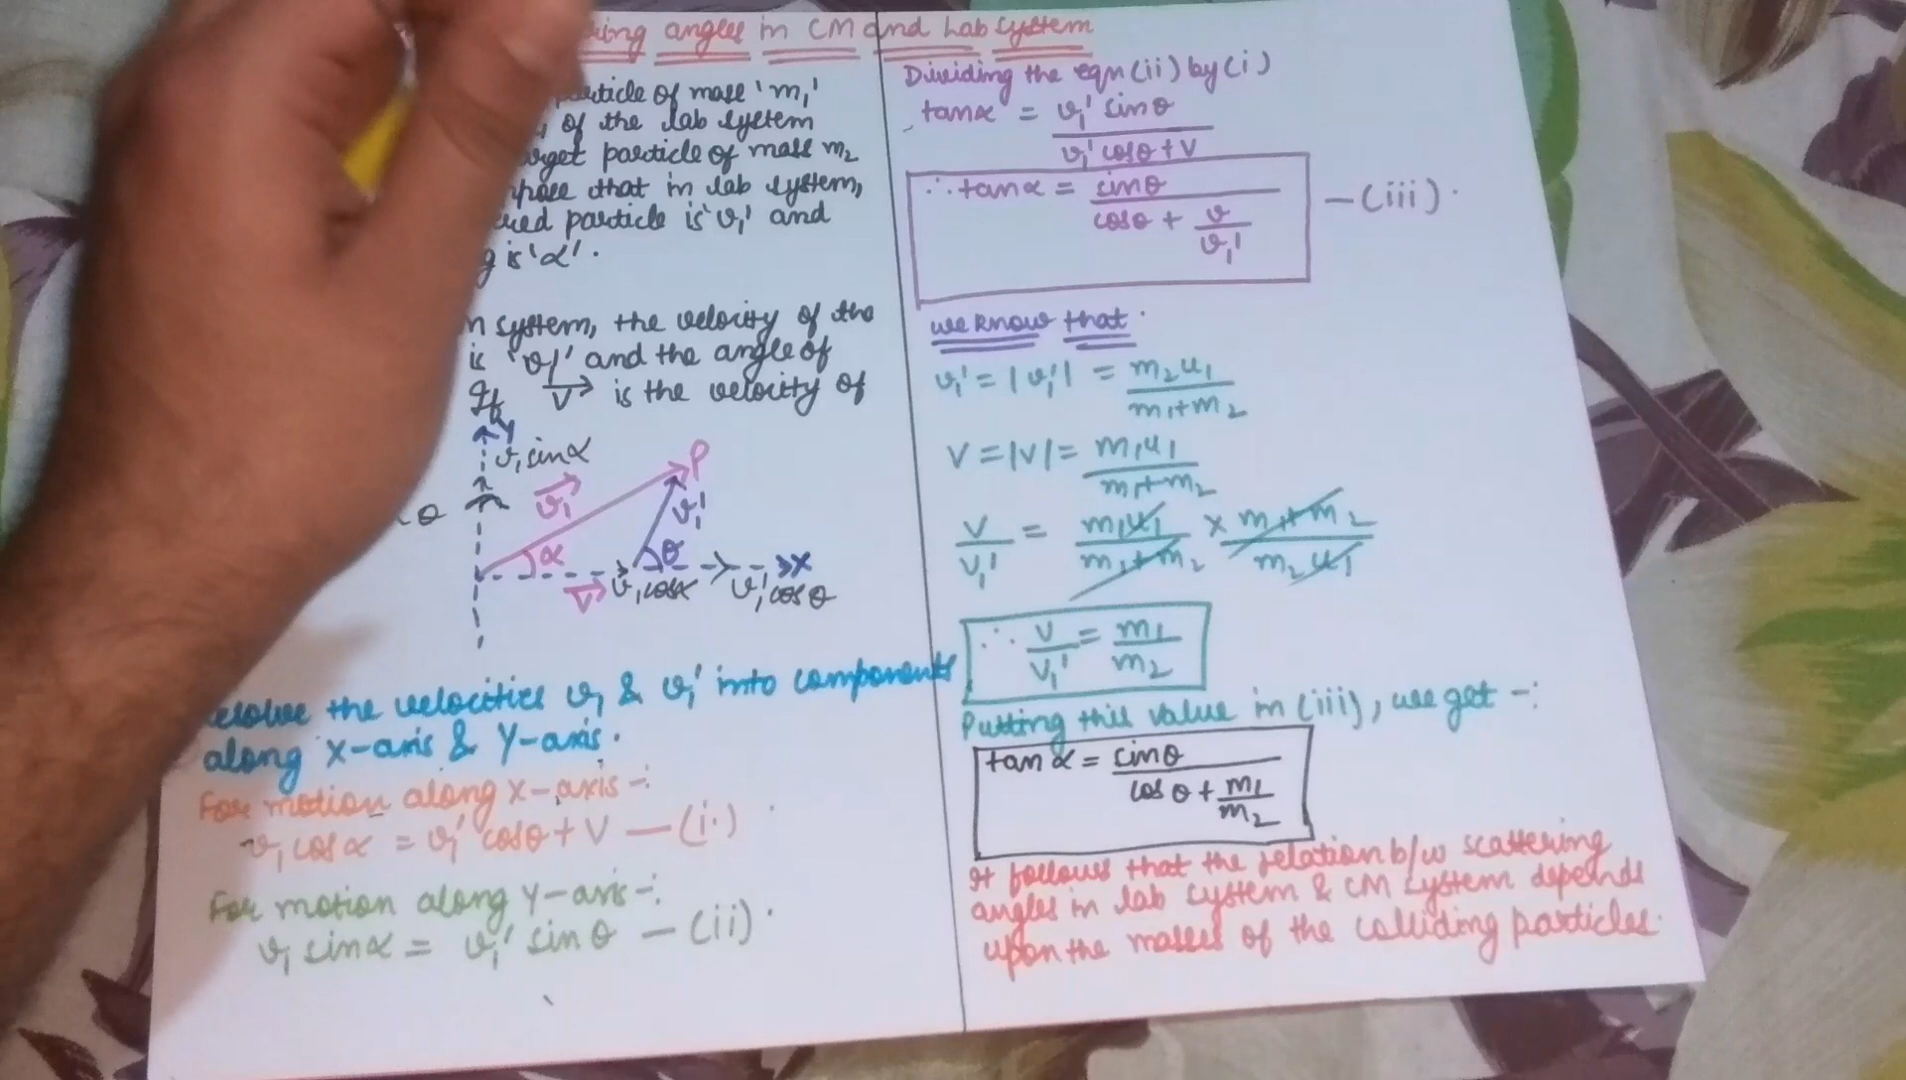 angles in CM and Lab System
particle of mass 'm₁'
of the lab system
particle of mass m₂
that in lab system,
particle is 'v₁' and
is 'α'.
system, the velocity of the
is 'v₁'' and the angle of
If V is the velocity of
Y
v₁ sinα
P
v₁
v₁'
θ
α
θ
X
V
v₁ cosα
v₁' cosθ
the velocities v₁ & v₁' into components
along X-axis & Y-axis.
For motion along X-axis -:
v₁ cosα = v₁' cosθ + V — (i.)
For motion along Y-axis -:
v₁ sinα = v₁' sinθ — (ii)
Dividing the eqn (ii) by (i)
tanα = v₁' sinθ / v₁' cosθ + V
∴ tanα = sinθ / cosθ + v/v₁' — (iii)
we know that
v₁' = |v₁'| = m₂u₁ / m₁+m₂
V = |V| = m₁u₁ / m₁+m₂
V/v₁' = m₁u₁ / m₁+m₂ × m₁+m₂ / m₂u₁
∴ V/v₁' = m₁/m₂
Putting this value in (iii), we get -:
tan α = sinθ / cosθ + m₁/m₂
It follows that the relation b/w scattering
angles in lab system & CM system depends
upon the masses of the colliding particles.